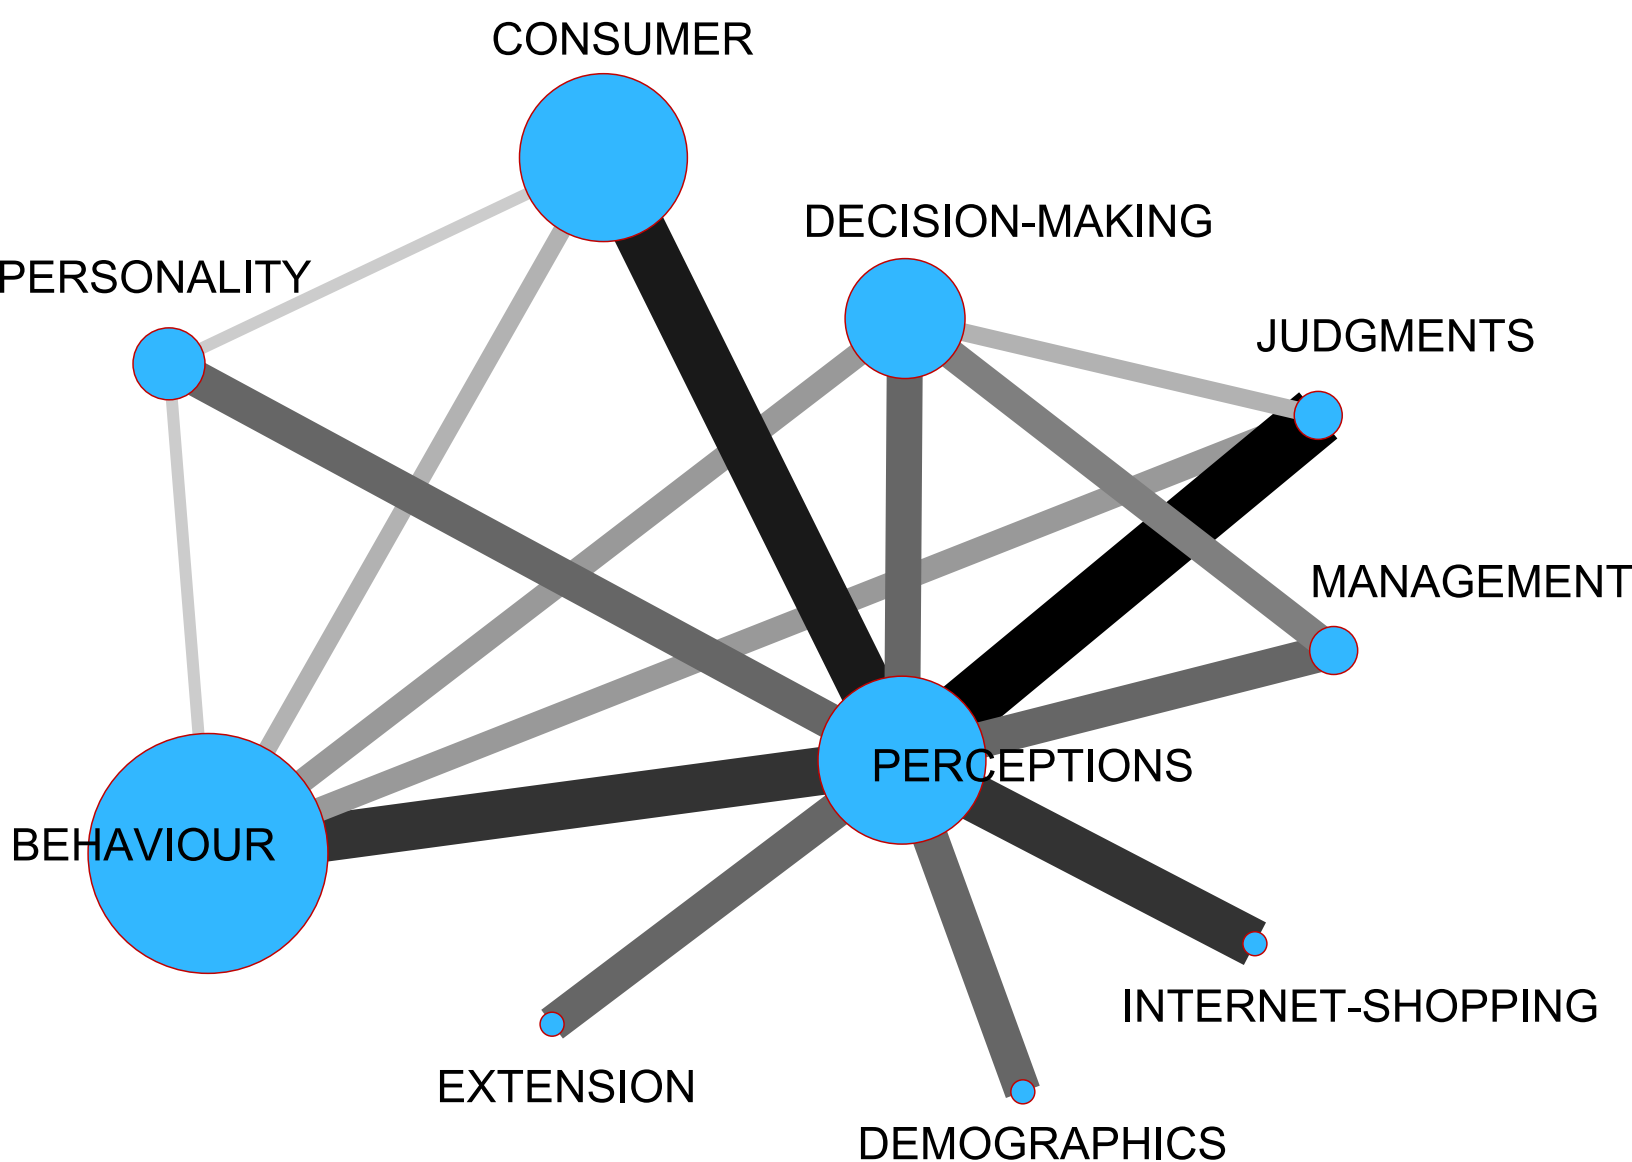 CONSUMER
DECISION-MAKING
PERSONALITY
JUDGMENTS
MANAGEMENT
PERCEPTIONS
BEHAVIOUR
INTERNET-SHOPPING
EXTENSION
DEMOGRAPHICS